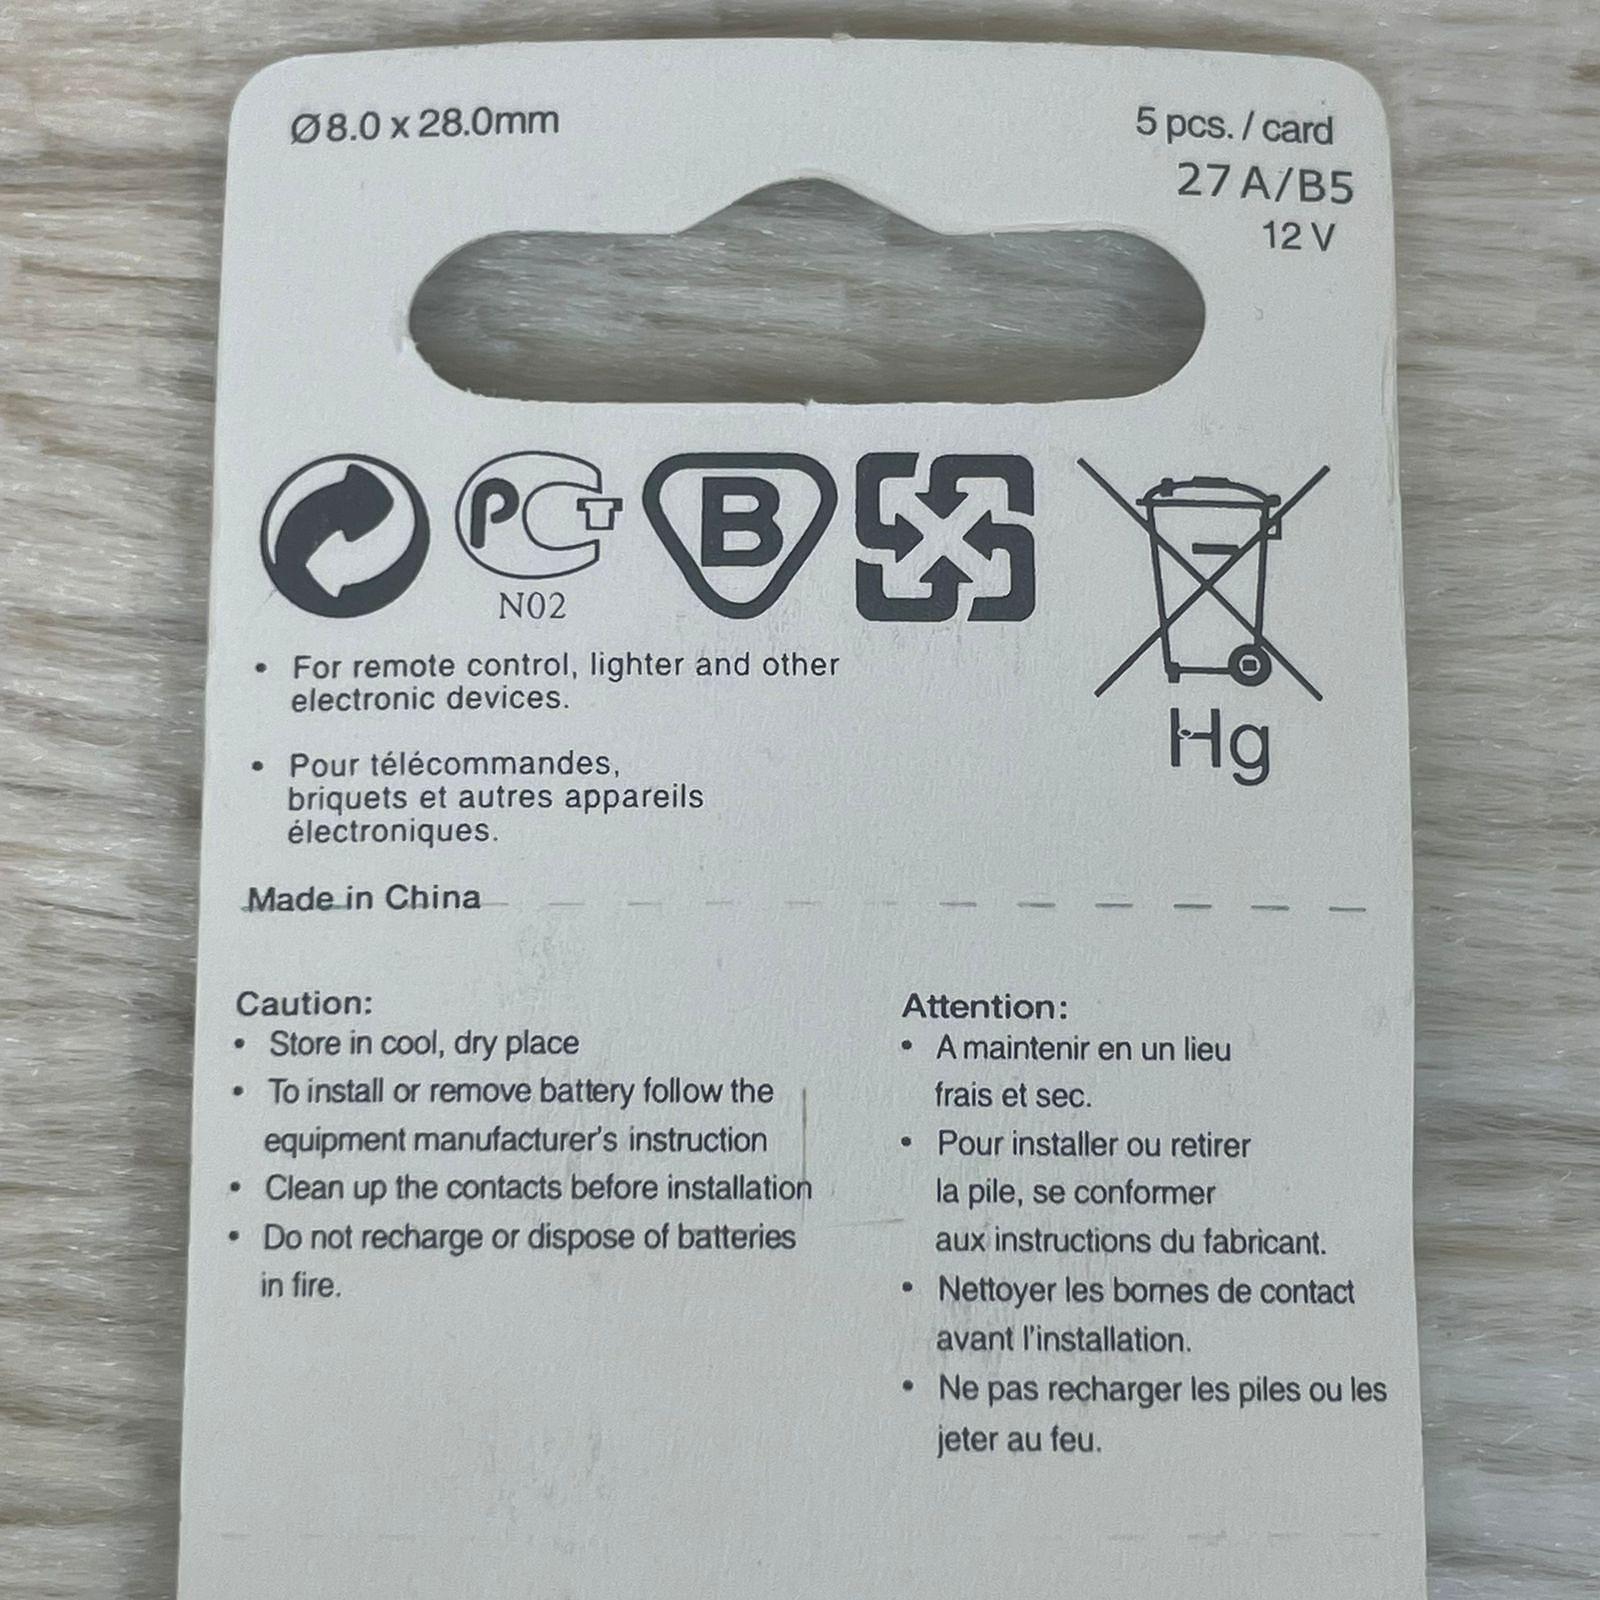 Ø8.0 x 28.0mm
5 pcs. / card
27 A/B5
12 V
PCT
N02
B
Hg
• For remote control, lighter and other
electronic devices.
• Pour télécommandes,
briquets et autres appareils
électroniques.
Made in China
Caution:
• Store in cool, dry place
• To install or remove battery follow the
equipment manufacturer's instruction
• Clean up the contacts before installation
• Do not recharge or dispose of batteries
in fire.
Attention:
• A maintenir en un lieu
frais et sec.
• Pour installer ou retirer
la pile, se conformer
aux instructions du fabricant.
• Nettoyer les bornes de contact
avant l'installation.
• Ne pas recharger les piles ou les
jeter au feu.